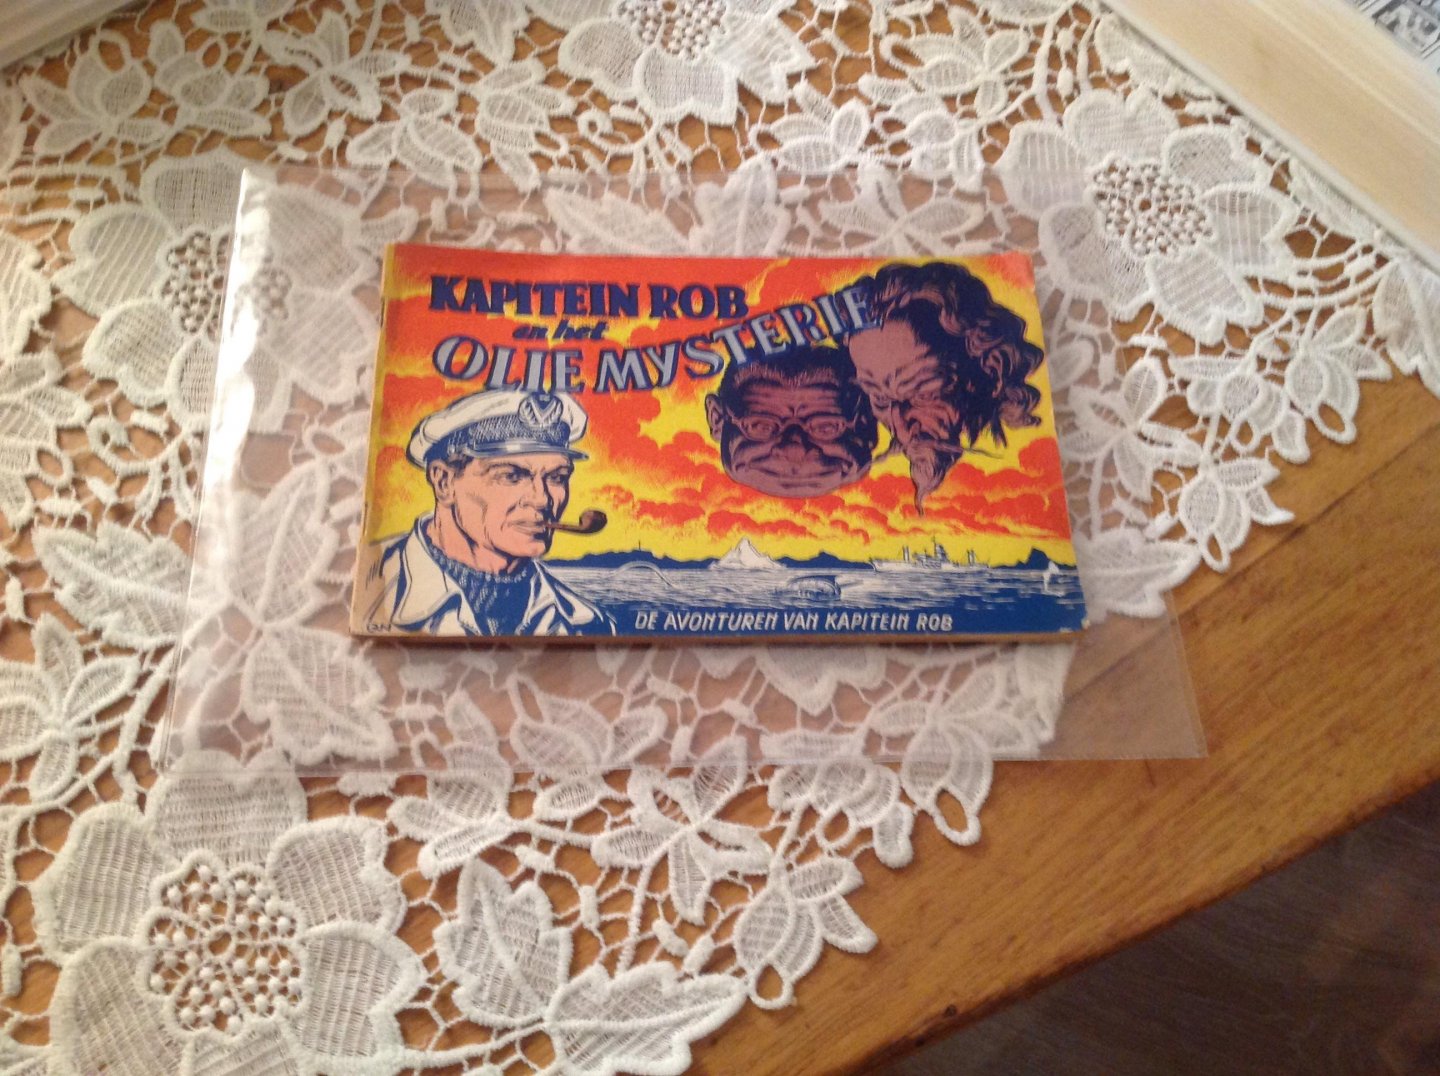 KAPITEIN ROB
en het
OLIE MYSTERIE
DE AVONTUREN VAN KAPITEIN ROB